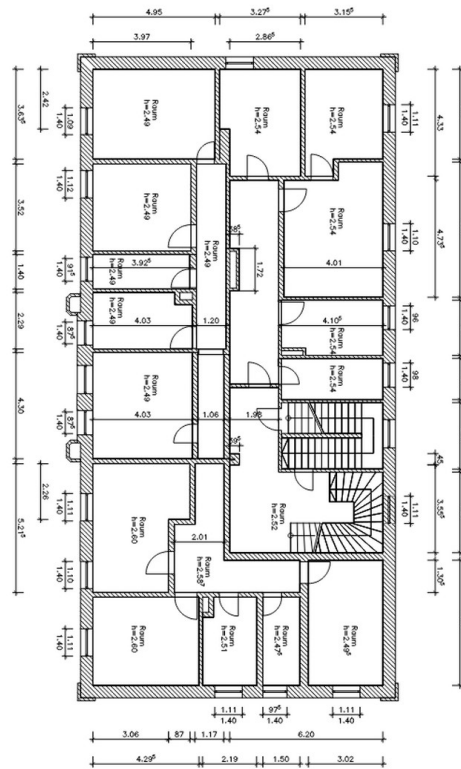 4.95
3.27⁵
3.15⁵
3.97
2.86⁵
Raum
h=2.49
Raum
h=2.54
Raum
h=2.54
3.63⁵
2.42
1.09
1.40
1.11
1.40
4.33
3.52
1.12
1.40
Raum
h=2.49
Raum
h=2.49
Raum
h=2.54
1.10
1.40
4.73⁵
1.72
4.01
1.40
91⁵
1.40
3.92⁵
Raum
h=2.49
2.29
87⁵
1.40
Raum
h=2.49
4.03
1.20
4.10⁵
Raum
h=2.54
96
1.40
4.30
87⁵
1.40
Raum
h=2.49
4.03
1.06
1.98
Raum
h=2.54
98
1.40
45
5.21⁵
2.26
1.11
1.40
1.10
1.40
Raum
h=2.60
2.01
Raum
h=2.58⁷
Raum
h=2.52
1.11
1.40
3.55⁵
1.30⁵
1.11
1.40
Raum
h=2.60
Raum
h=2.51
Raum
h=2.47⁵
Raum
h=2.49⁵
1.11
1.40
97⁵
1.40
1.11
1.40
3.06
87
1.17
6.20
4.29⁵
2.19
1.50
3.02